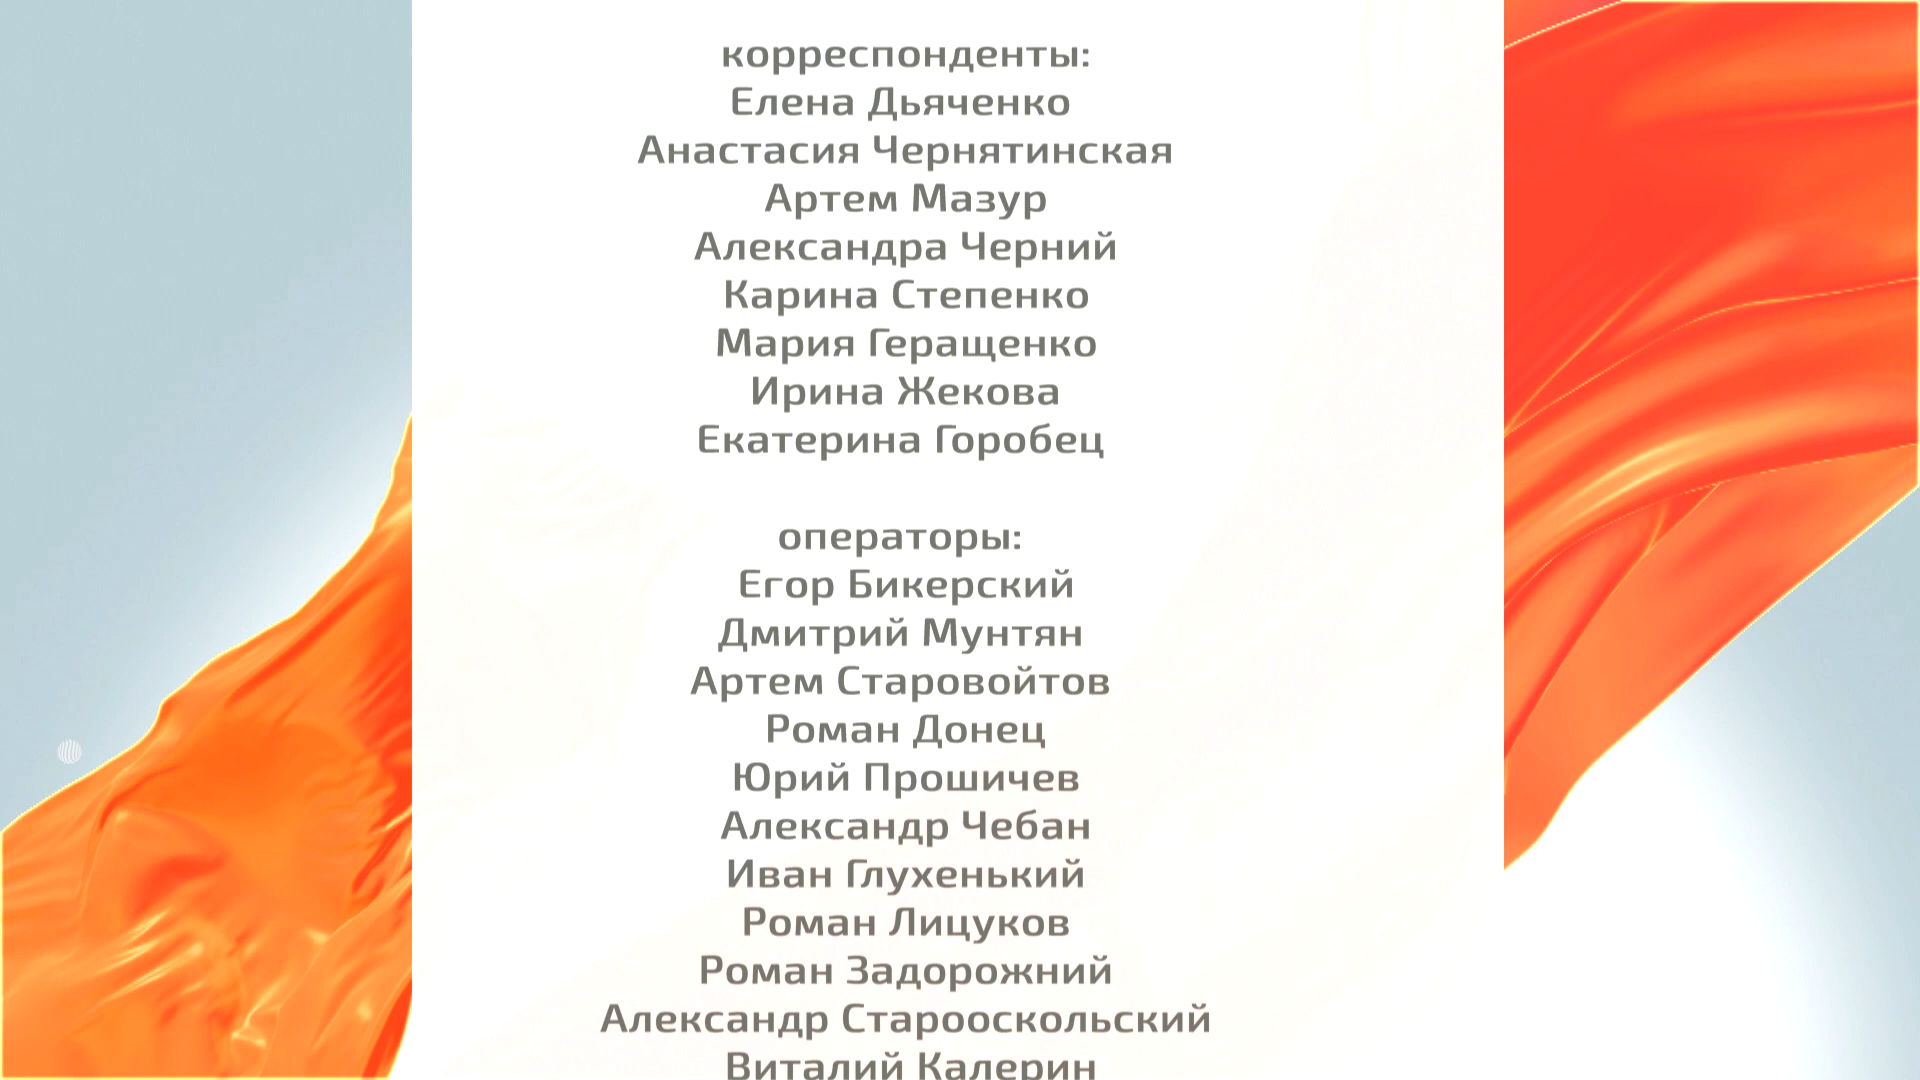 корреспонденты:
Елена Дьяченко
Анастасия Чернятинская
Артем Мазур
Александра Черний
Карина Степенко
Мария Геращенко
Ирина Жекова
Екатерина Горобец
операторы:
Егор Бикерский
Дмитрий Мунтян
Артем Старовойтов
Роман Донец
Юрий Прошичев
Александр Чебан
Иван Глухенький
Роман Лицуков
Роман Задорожний
Александр Старооскольский
Виталий Калерин